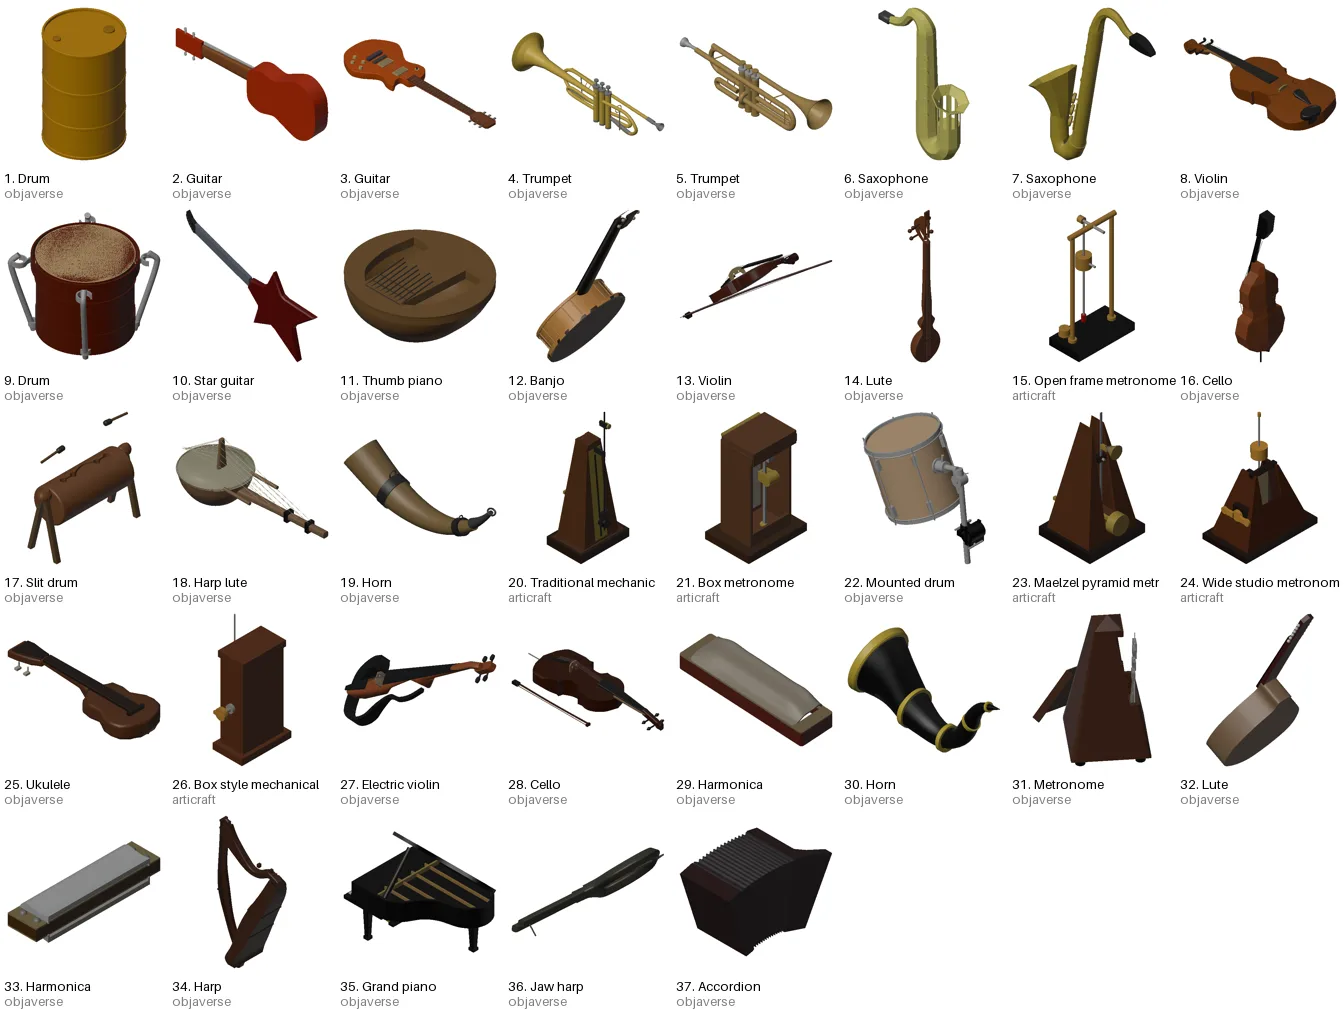 1. Drum
objaverse
2. Guitar
objaverse
3. Guitar
objaverse
4. Trumpet
objaverse
5. Trumpet
objaverse
6. Saxophone
objaverse
7. Saxophone
objaverse
8. Violin
objaverse
9. Drum
objaverse
10. Star guitar
objaverse
11. Thumb piano
objaverse
12. Banjo
objaverse
13. Violin
objaverse
14. Lute
objaverse
15. Open frame metronome
articraft
16. Cello
objaverse
17. Slit drum
objaverse
18. Harp lute
objaverse
19. Horn
objaverse
20. Traditional mechanic
articraft
21. Box metronome
articraft
22. Mounted drum
objaverse
23. Maelzel pyramid metr
articraft
24. Wide studio metronom
articraft
25. Ukulele
objaverse
26. Box style mechanical
articraft
27. Electric violin
objaverse
28. Cello
objaverse
29. Harmonica
objaverse
30. Horn
objaverse
31. Metronome
objaverse
32. Lute
objaverse
33. Harmonica
objaverse
34. Harp
objaverse
35. Grand piano
objaverse
36. Jaw harp
objaverse
37. Accordion
objaverse